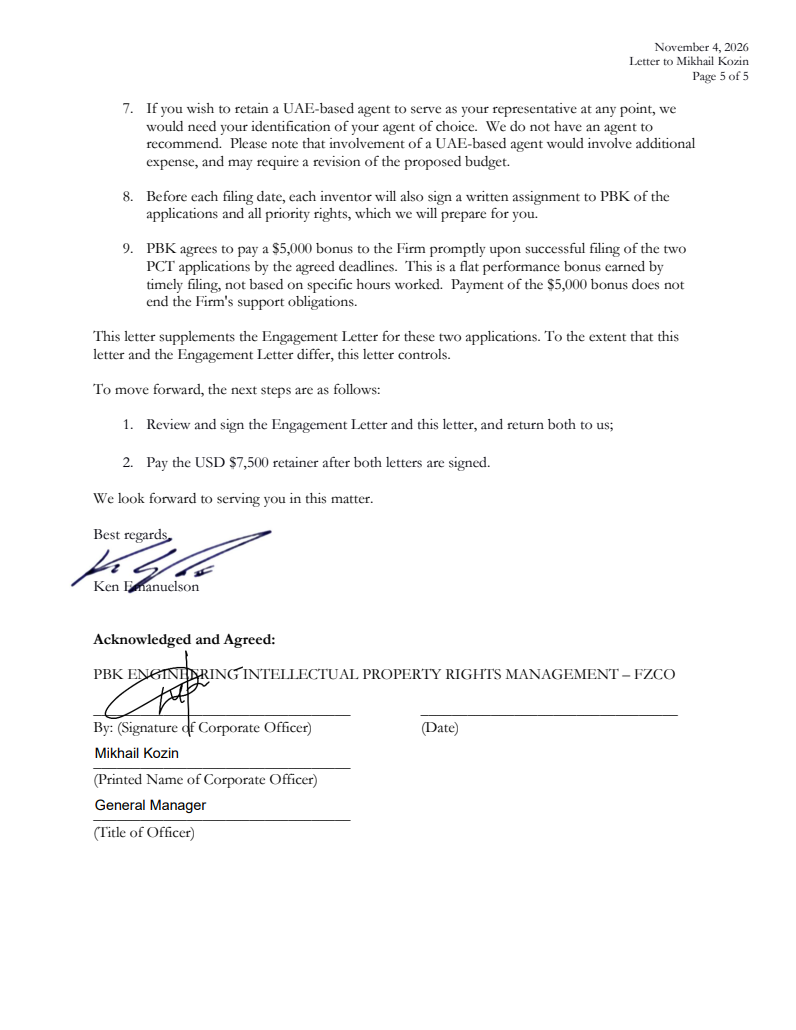 November 4, 2026
Letter to Mikhail Kozin
Page 5 of 5
7. If you wish to retain a UAE-based agent to serve as your representative at any point, we
would need your identification of your agent of choice. We do not have an agent to
recommend. Please note that involvement of a UAE-based agent would involve additional
expense, and may require a revision of the proposed budget.
8. Before each filing date, each inventor will also sign a written assignment to PBK of the
applications and all priority rights, which we will prepare for you.
9. PBK agrees to pay a $5,000 bonus to the Firm promptly upon successful filing of the two
PCT applications by the agreed deadlines. This is a flat performance bonus earned by
timely filing, not based on specific hours worked. Payment of the $5,000 bonus does not
end the Firm's support obligations.
This letter supplements the Engagement Letter for these two applications. To the extent that this
letter and the Engagement Letter differ, this letter controls.
To move forward, the next steps are as follows:
1. Review and sign the Engagement Letter and this letter, and return both to us;
2. Pay the USD $7,500 retainer after both letters are signed.
We look forward to serving you in this matter.
Best regards,
Ken Emanuelson
Acknowledged and Agreed:
PBK ENGINEERING INTELLECTUAL PROPERTY RIGHTS MANAGEMENT – FZCO
By: (Signature of Corporate Officer) (Date)
Mikhail Kozin
(Printed Name of Corporate Officer)
General Manager
(Title of Officer)